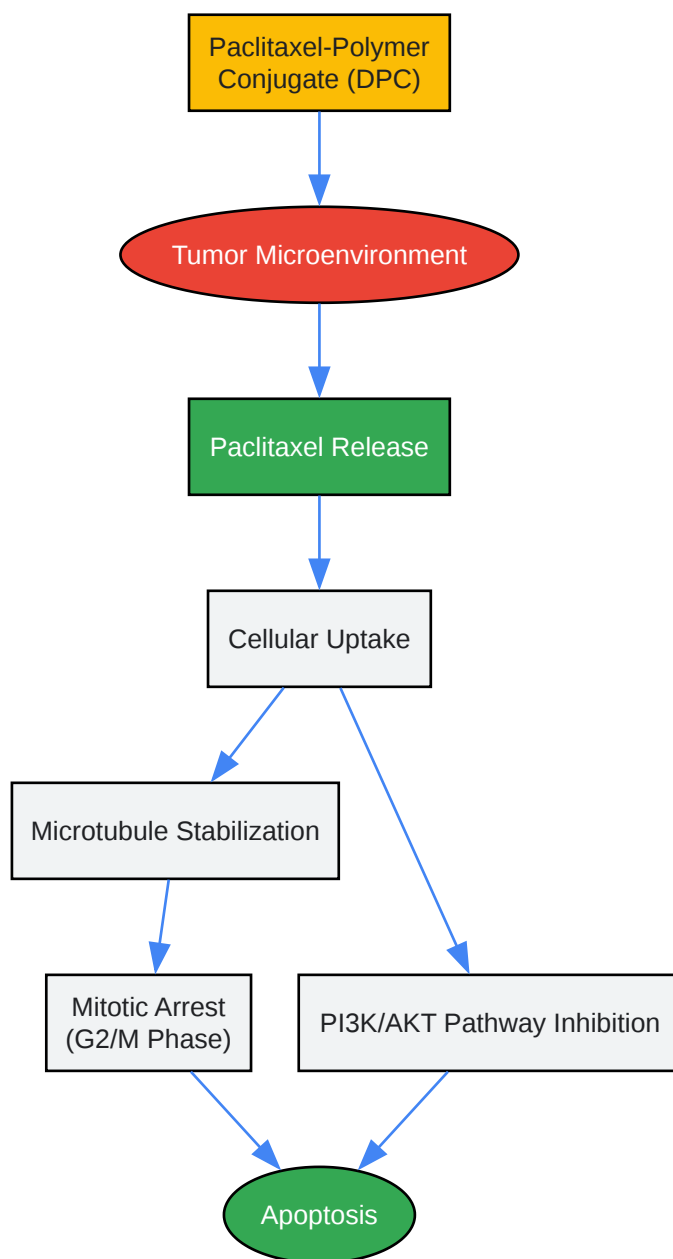 Paclitaxel-Polymer
Conjugate (DPC)
Tumor Microenvironment
Paclitaxel Release
Cellular Uptake
Microtubule Stabilization
Mitotic Arrest
(G2/M Phase)
PI3K/AKT Pathway Inhibition
Apoptosis